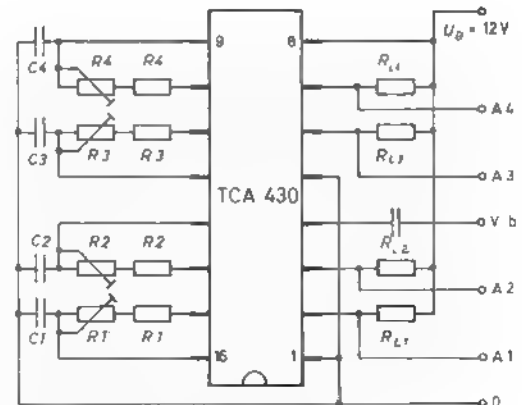 9
8
U_B = 12V
C4
R4
R4
R_L4
A4
C3
R3
R3
R_L3
A3
TCA 430
V b
C2
R2
R2
R_L2
A2
C1
R1
R1
R_L1
A1
16
1
0